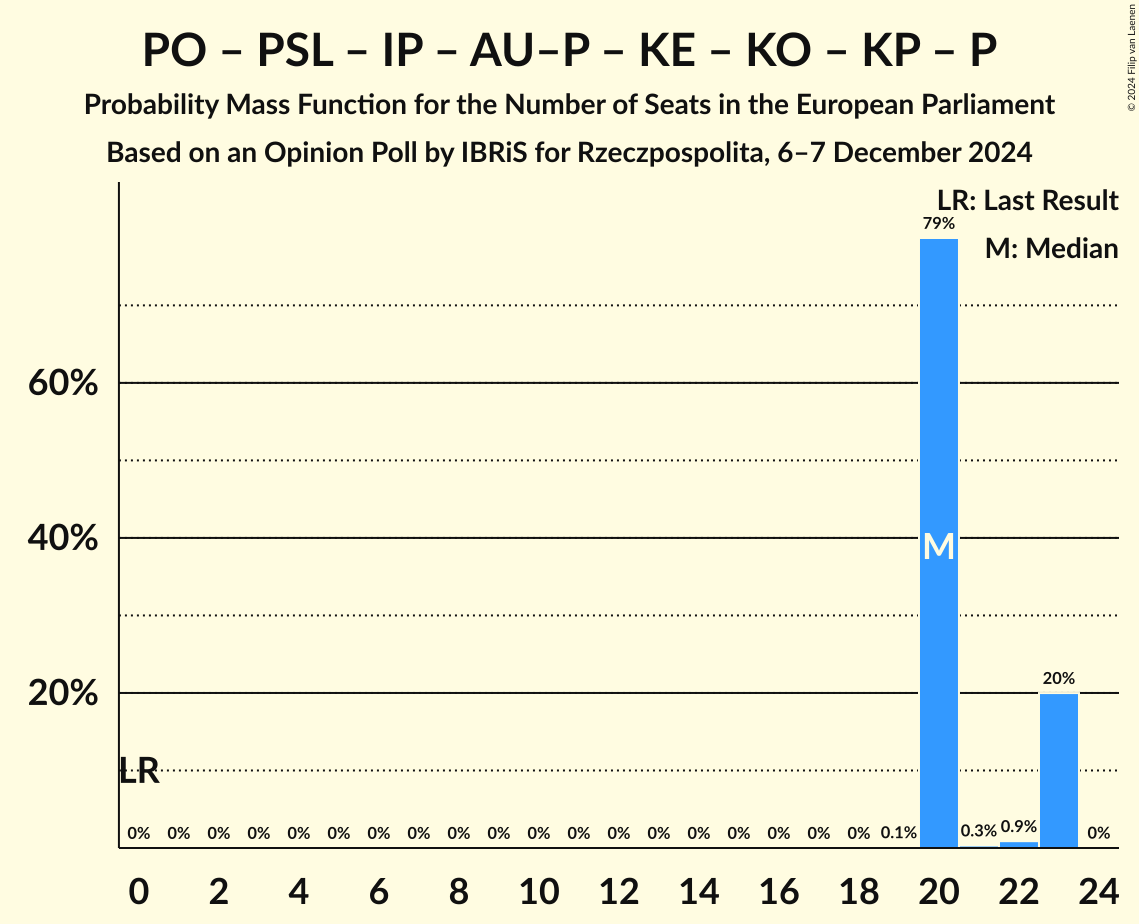 PO – PSL – IP – AU–P – KE – KO – KP – P
Probability Mass Function for the Number of Seats in the European Parliament
Based on an Opinion Poll by IBRiS for Rzeczpospolita, 6–7 December 2024
© 2024 Filip van Laenen
LR: Last Result
M: Median
79%
60%
40%
M
20%
20%
LR
0% 0% 0% 0% 0% 0% 0% 0% 0% 0% 0% 0% 0% 0% 0% 0% 0% 0% 0% 0.1% 0.3% 0.9% 0%
0 2 4 6 8 10 12 14 16 18 20 22 24